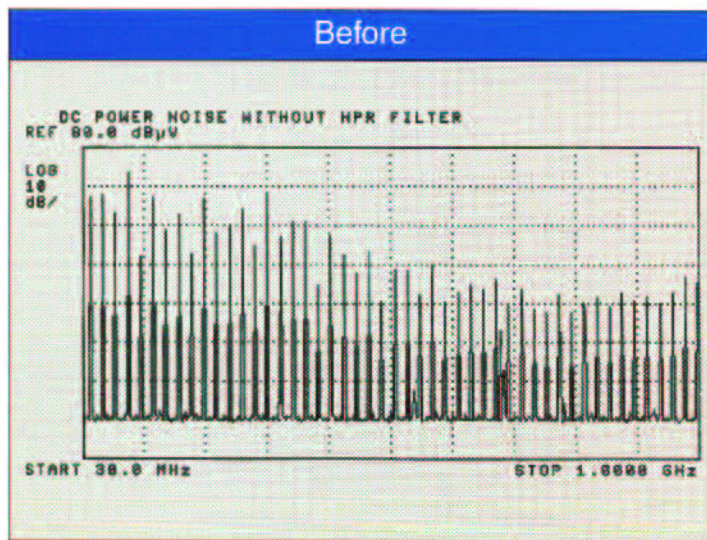 Before
DC POWER NOISE WITHOUT HPR FILTER
REF 80.0 dBµV
LOG
10
dB/
START 30.0 MHz
STOP 1.0000 GHz